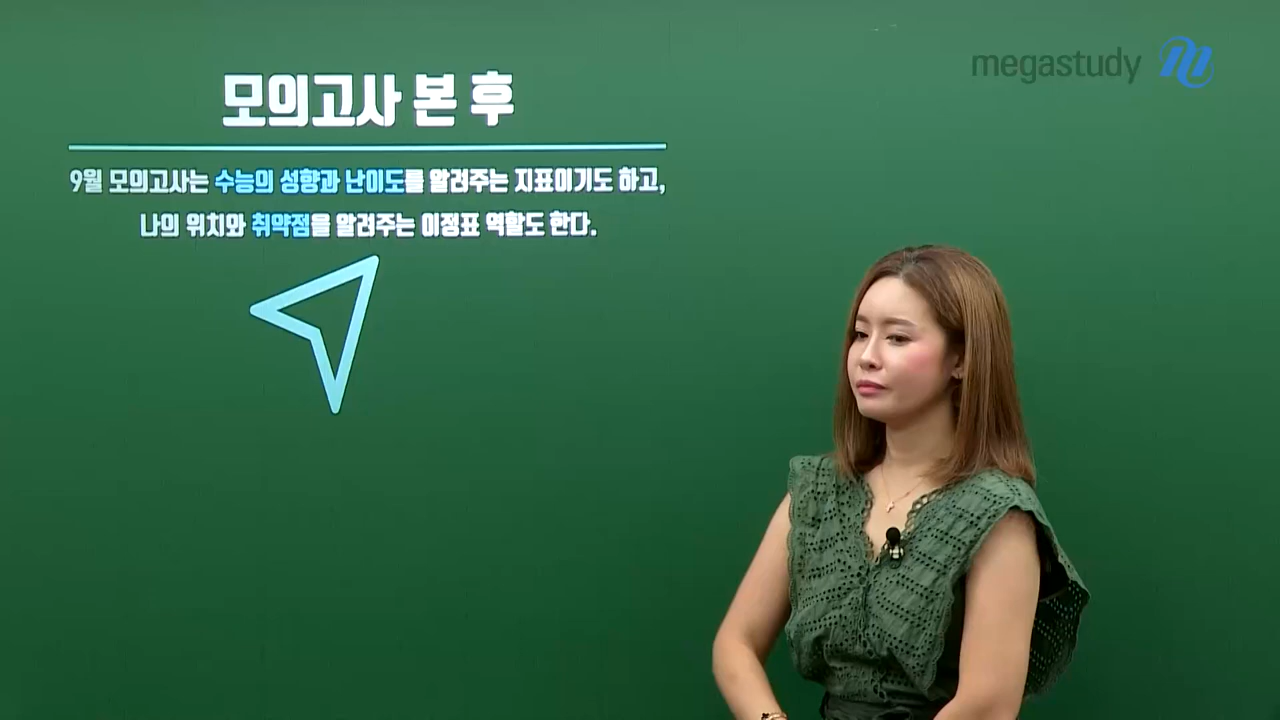 megastudy
모의고사 본 후
9월 모의고사는 수능의 성향과 난이도를 알려주는 지표이기도 하고,
나의 위치와 취약점을 알려주는 이정표 역할도 한다.